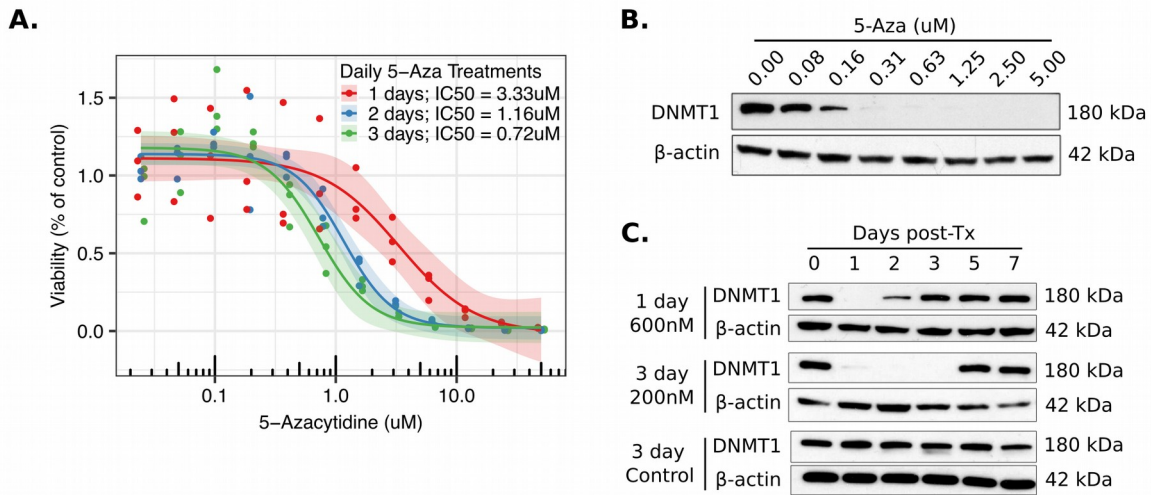 A.
Daily 5−Aza Treatments
1 days; IC50 = 3.33uM
2 days; IC50 = 1.16uM
3 days; IC50 = 0.72uM
1.5
1.0
0.5
0.0
Viability (% of control)
0.1 1.0 10.0
5−Azacytidine (uM)
B.
5-Aza (uM)
0.00 0.08 0.16 0.31 0.63 1.25 2.50 5.00
DNMT1 180 kDa
β-actin 42 kDa
C.
Days post-Tx
0 1 2 3 5 7
1 day
600nM
DNMT1 180 kDa
β-actin 42 kDa
3 day
200nM
DNMT1 180 kDa
β-actin 42 kDa
3 day
Control
DNMT1 180 kDa
β-actin 42 kDa